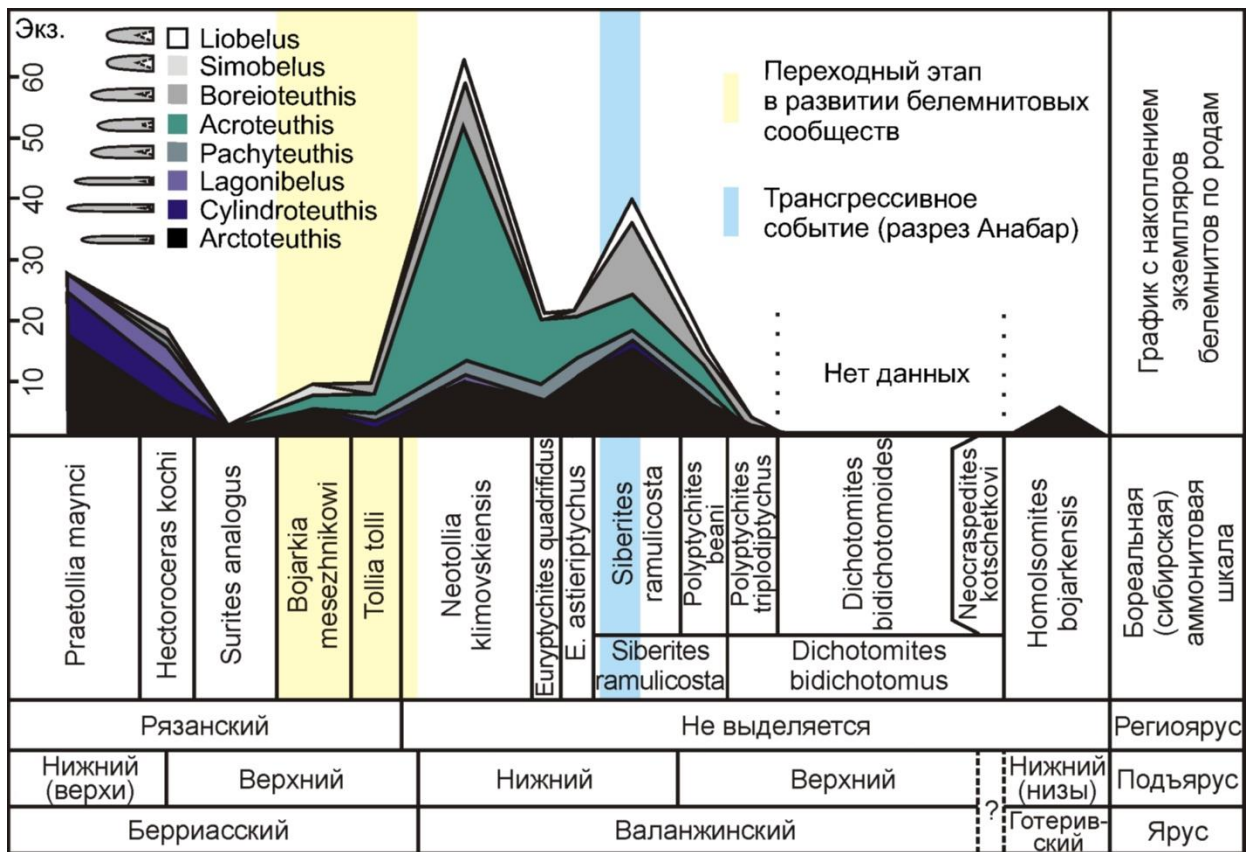 Экз.
60
50
40
30
20
10
Liobelus
Simobelus
Boreioteuthis
Acroteuthis
Pachyteuthis
Lagonibelus
Cylindroteuthis
Arctoteuthis
Переходный этап
в развитии белемнитовых
сообществ
Трансгрессивное
событие (разрез Анабар)
Нет данных
График с накоплением
экземпляров
белемнитов по родам
Praetollia maynci
Hectoroceras kochi
Surites analogus
Bojarkia
mesezhnikowi
Tollia tolli
Neotollia
klimovskiensis
Euryptychites quadrifidus
E. astieriptychus
Siberites
ramulicosta
Polyptychites
beani
Polyptychites
triplodiptychus
Dichotomites
bidichotomoides
Neocraspedites
kotschetkovi
Homolsomites
bojarkensis
Бореальная
(сибирская)
аммонитовая
шкала
Siberites
ramulicosta
Dichotomites
bidichotomus
Рязанский
Не выделяется
Региоярус
Нижний
(верхи)
Верхний
Нижний
Верхний
?
Нижний
(низы)
Подъярус
Берриасский
Валанжинский
Готерив-
ский
Ярус